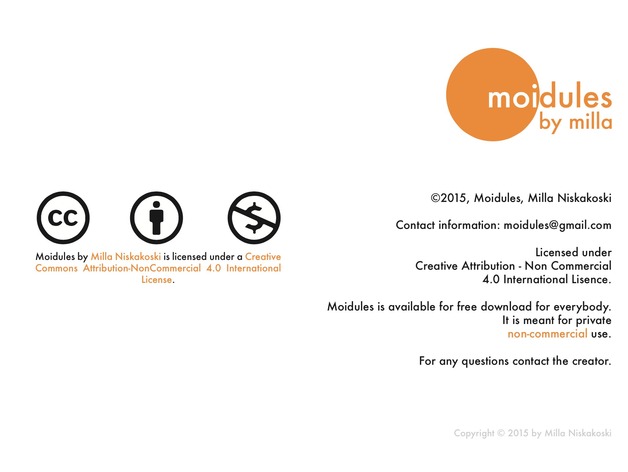 moidules
by milla
cc
Moidules by Milla Niskakoski is licensed under a Creative
Commons Attribution-NonCommercial 4.0 International
License.
©2015, Moidules, Milla Niskakoski
Contact information: moidules@gmail.com
Licensed under
Creative Attribution - Non Commercial
4.0 International Lisence.
Moidules is available for free download for everybody.
It is meant for private
non-commercial use.
For any questions contact the creator.
Copyright © 2015 by Milla Niskakoski